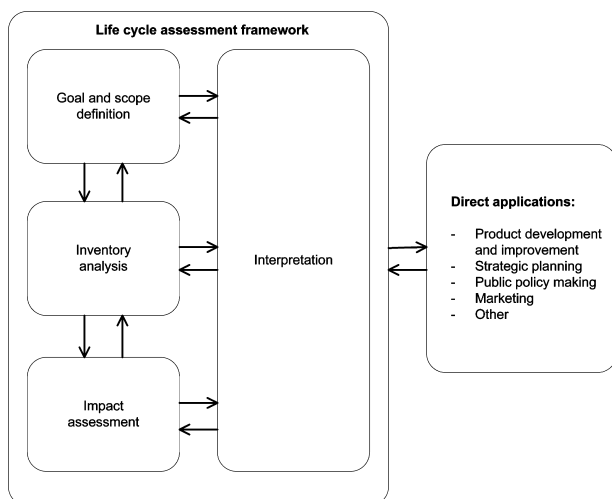 Life cycle assessment framework
Goal and scope
definition
Inventory
analysis
Impact
assessment
Interpretation
Direct applications:
- Product development
and improvement
- Strategic planning
- Public policy making
- Marketing
- Other